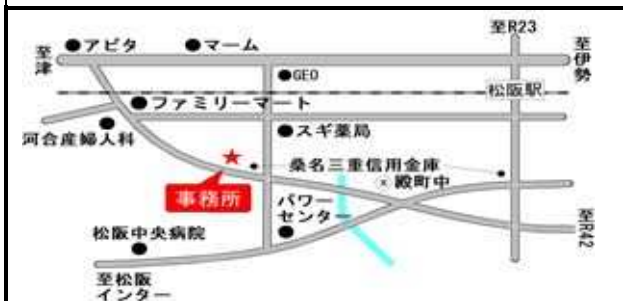 至R23
至津
アピタ
マーム
至伊勢
GEO
松阪駅
ファミリーマート
河合産婦人科
スギ薬局
桑名三重信用金庫
殿町中
事務所
パワー
センター
松阪中央病院
至R42
至松阪
インター